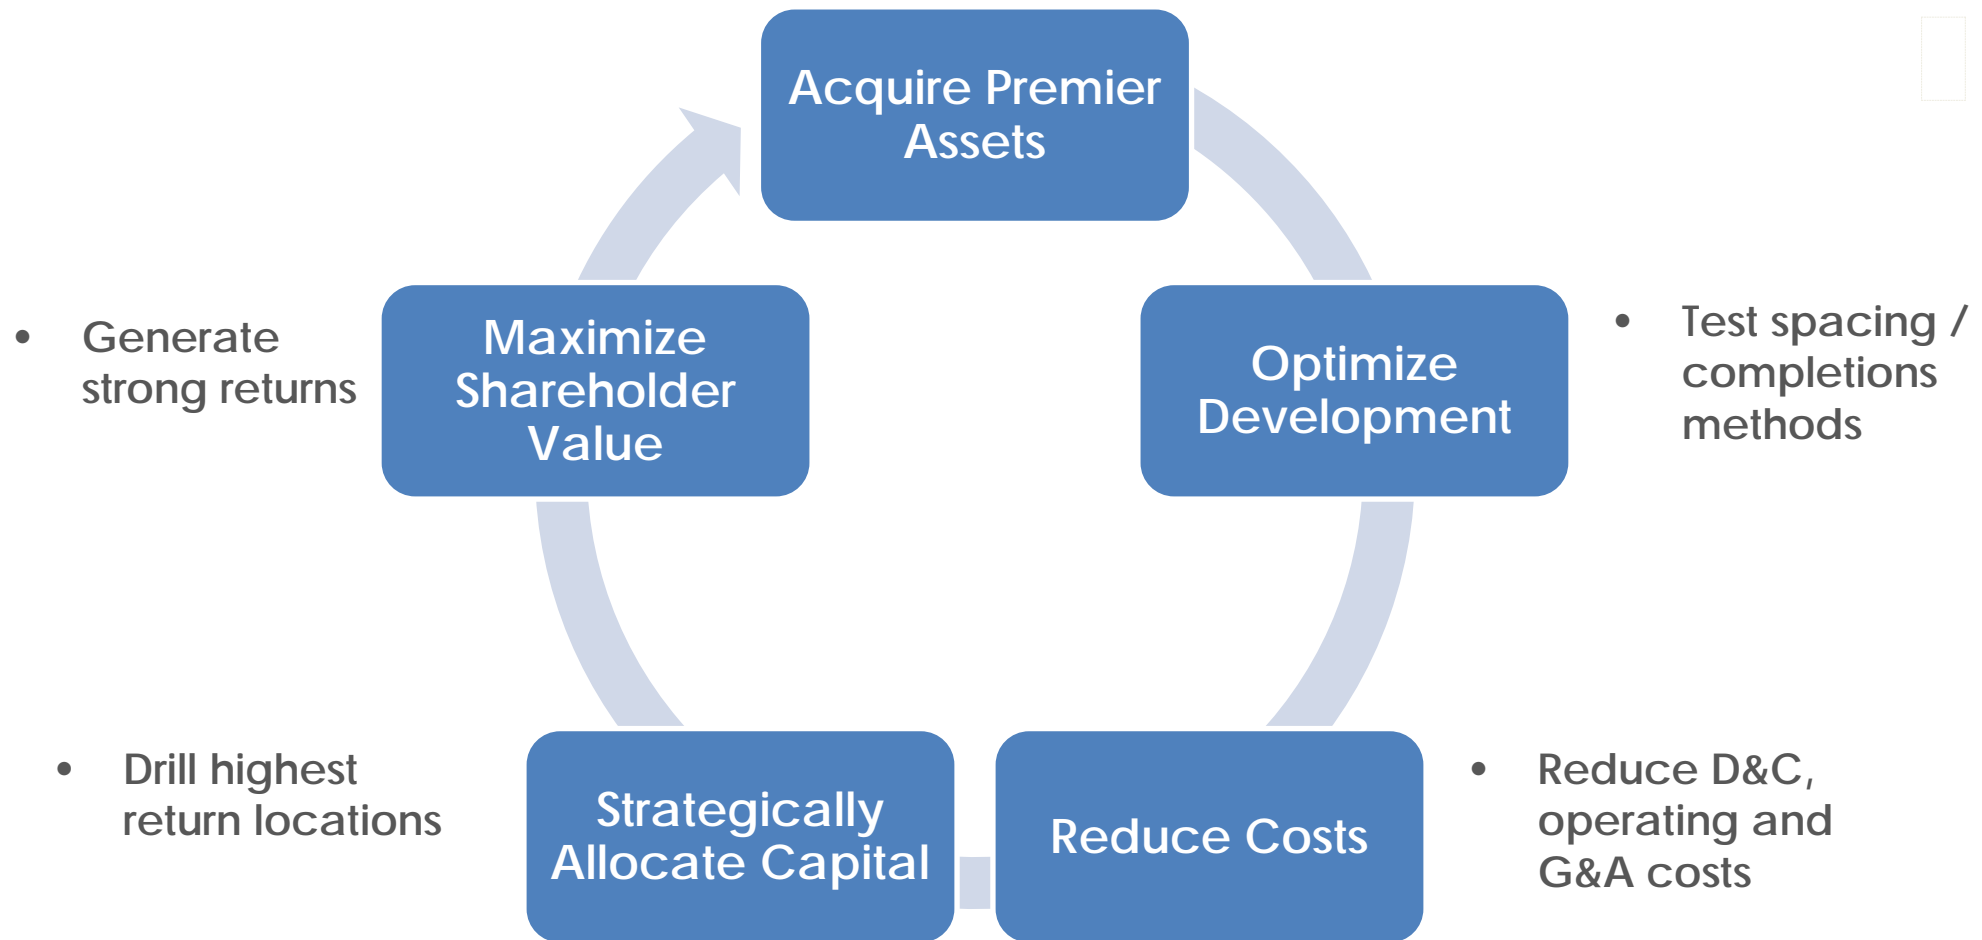 Acquire Premier
Assets
• Generate
strong returns
Maximize
Shareholder
Value
Optimize
Development
• Test spacing /
completions
methods
• Drill highest
return locations
Strategically
Allocate Capital
Reduce Costs
• Reduce D&C,
operating and
G&A costs